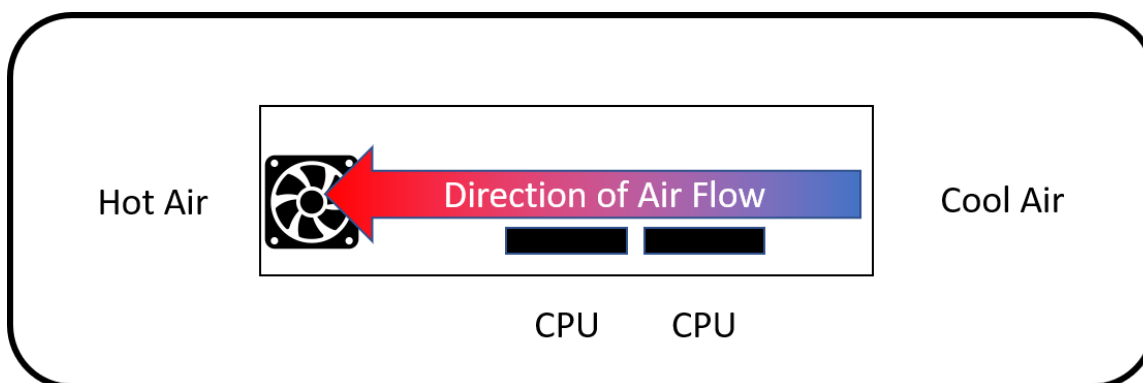 Hot Air
Direction of Air Flow
Cool Air
CPU CPU